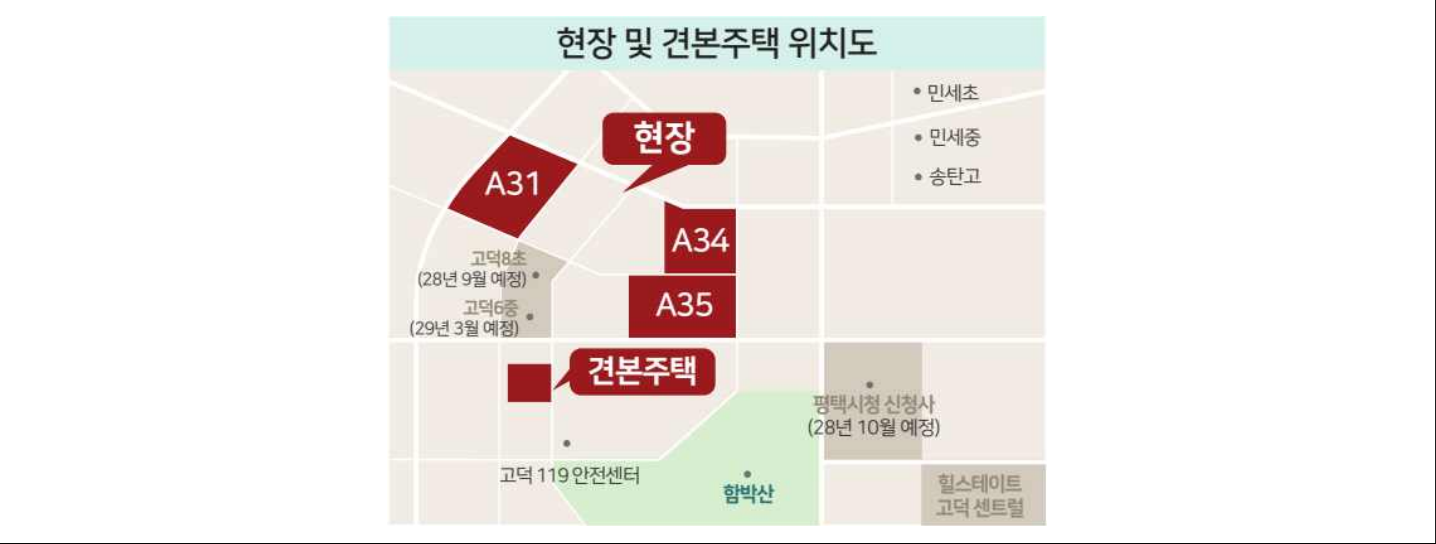 현장 및 견본주택 위치도
민세초
현장
민세중
A31
송탄고
A34
고덕8초
(28년 9월 예정)
A35
고덕6중
(29년 3월 예정)
견본주택
평택시청 신청사
(28년 10월 예정)
고덕 119 안전센터
함박산
힐스테이트
고덕 센트럴